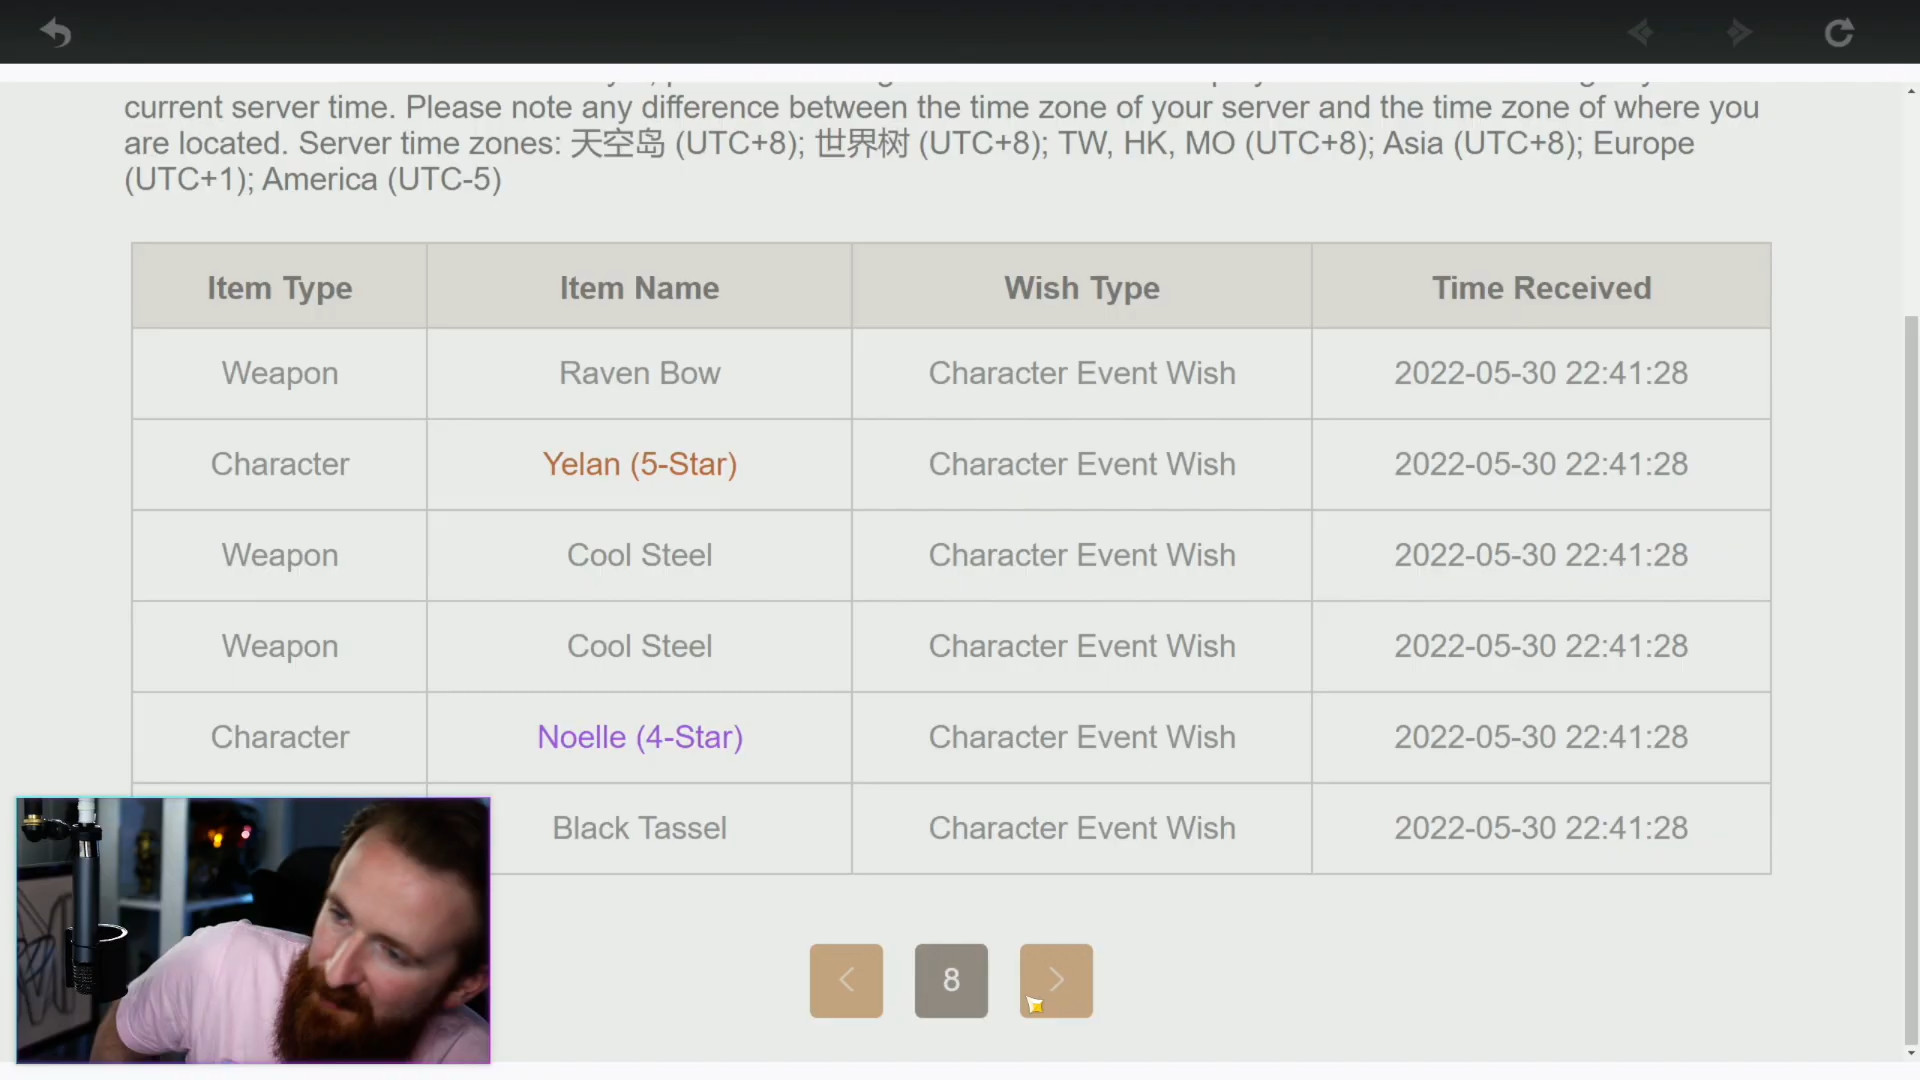 current server time. Please note any difference between the time zone of your server and the time zone of where you
are located. Server time zones: 天空岛 (UTC+8); 世界树 (UTC+8); TW, HK, MO (UTC+8); Asia (UTC+8); Europe
(UTC+1); America (UTC-5)
Item Type Item Name Wish Type Time Received
Weapon Raven Bow Character Event Wish 2022-05-30 22:41:28
Character Yelan (5-Star) Character Event Wish 2022-05-30 22:41:28
Weapon Cool Steel Character Event Wish 2022-05-30 22:41:28
Weapon Cool Steel Character Event Wish 2022-05-30 22:41:28
Character Noelle (4-Star) Character Event Wish 2022-05-30 22:41:28
Black Tassel Character Event Wish 2022-05-30 22:41:28
8